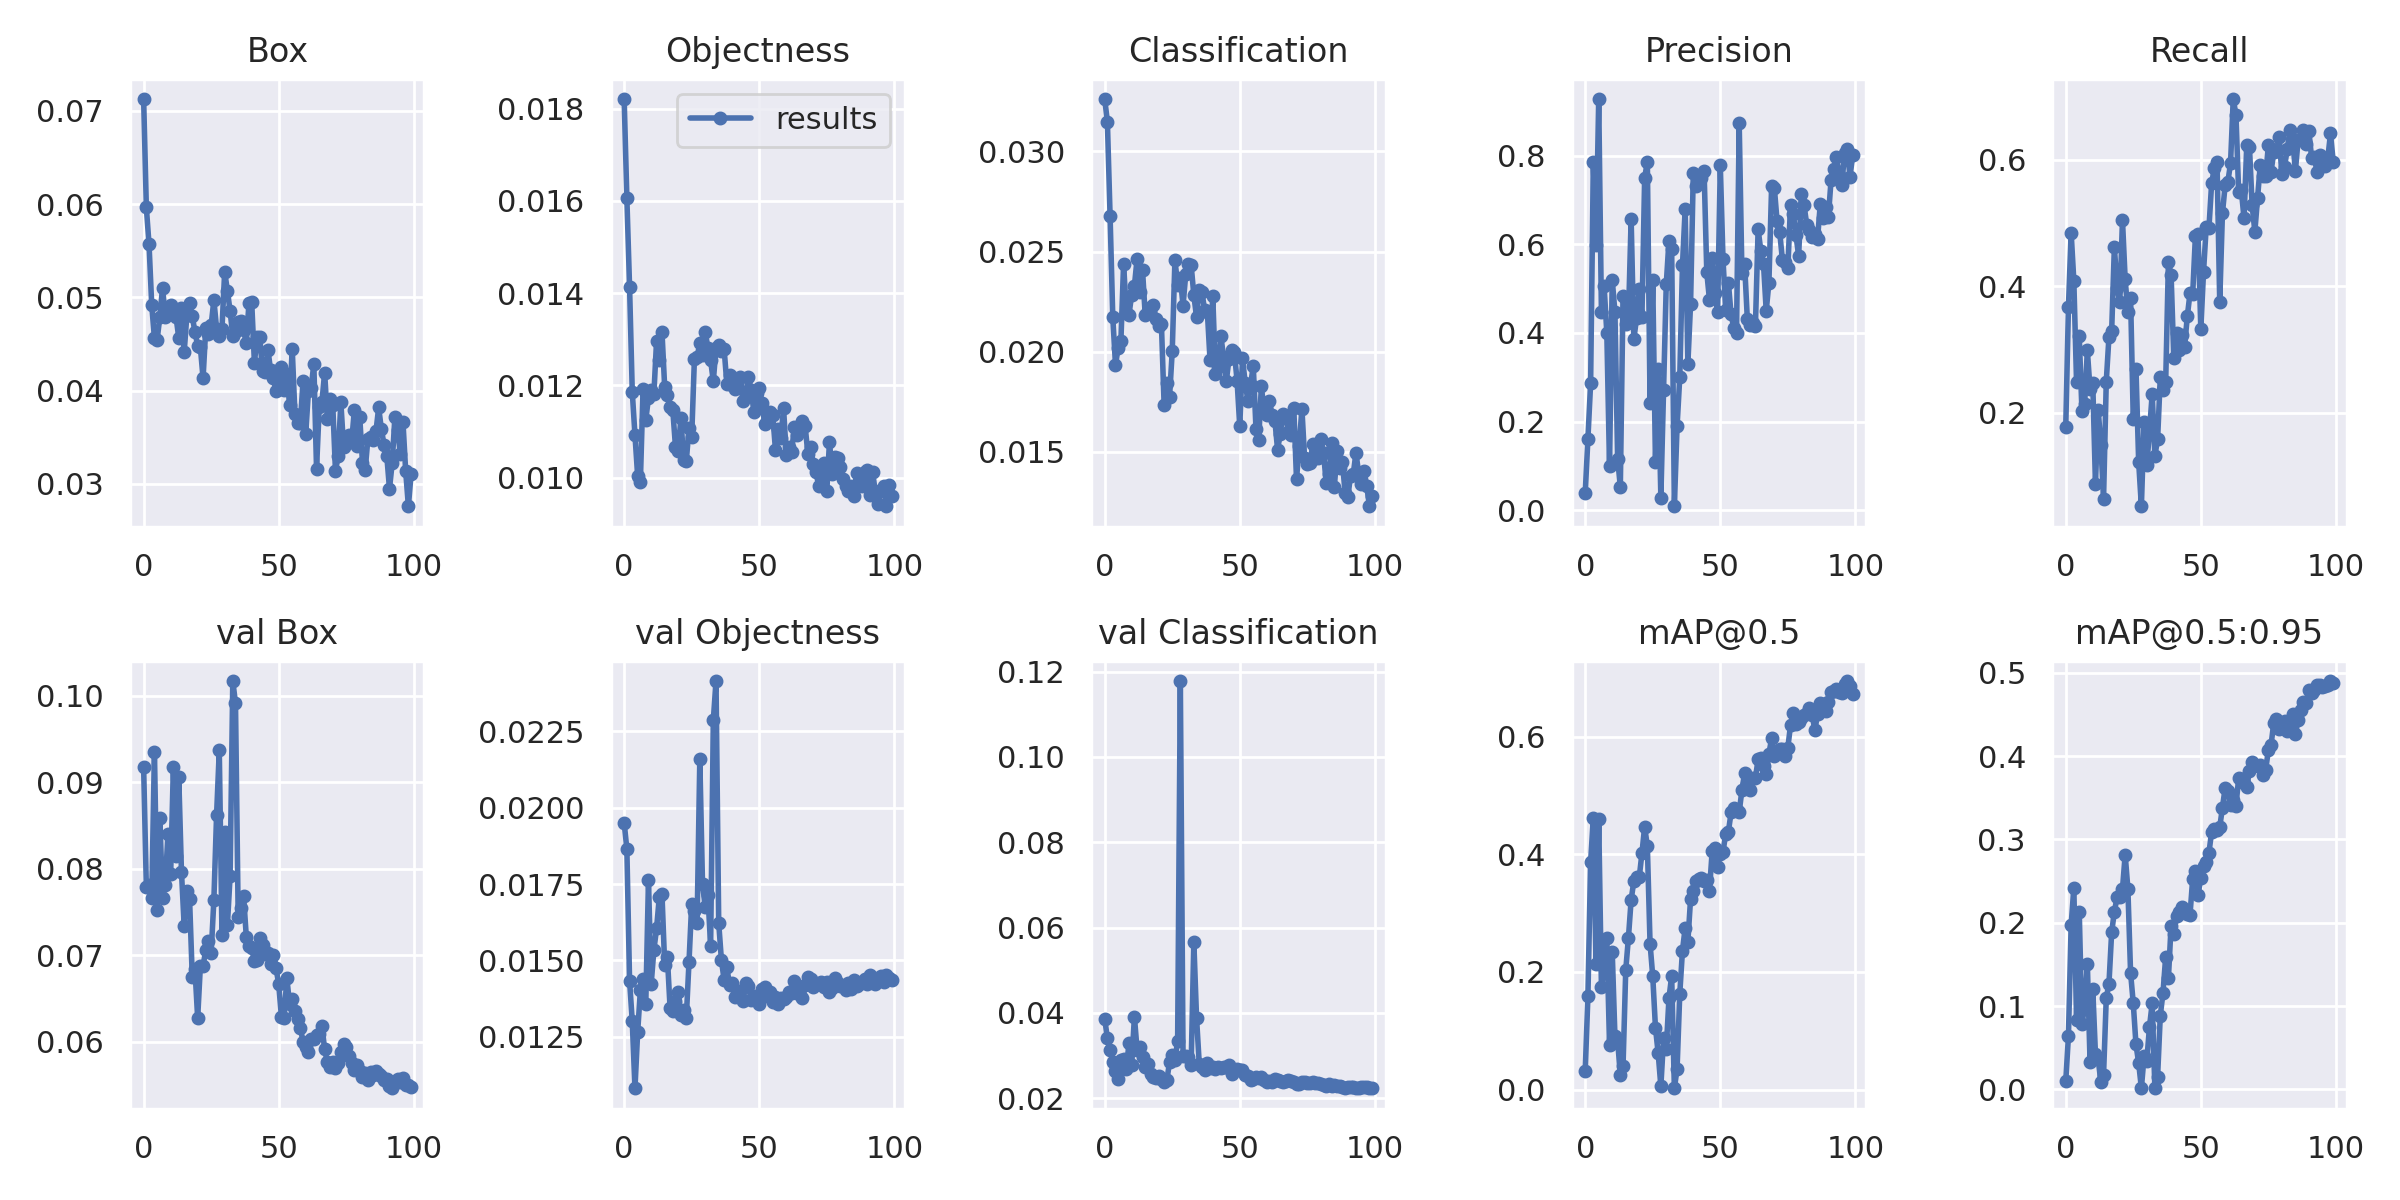 Box
0.07
0.06
0.05
0.04
0.03
0 50 100
Objectness
results
0.018
0.016
0.014
0.012
0.010
0 50 100
Classification
0.030
0.025
0.020
0.015
0 50 100
Precision
0.8
0.6
0.4
0.2
0.0
0 50 100
Recall
0.6
0.4
0.2
0 50 100
val Box
0.10
0.09
0.08
0.07
0.06
0 50 100
val Objectness
0.0225
0.0200
0.0175
0.0150
0.0125
0 50 100
val Classification
0.12
0.10
0.08
0.06
0.04
0.02
0 50 100
mAP@0.5
0.6
0.4
0.2
0.0
0 50 100
mAP@0.5:0.95
0.5
0.4
0.3
0.2
0.1
0.0
0 50 100